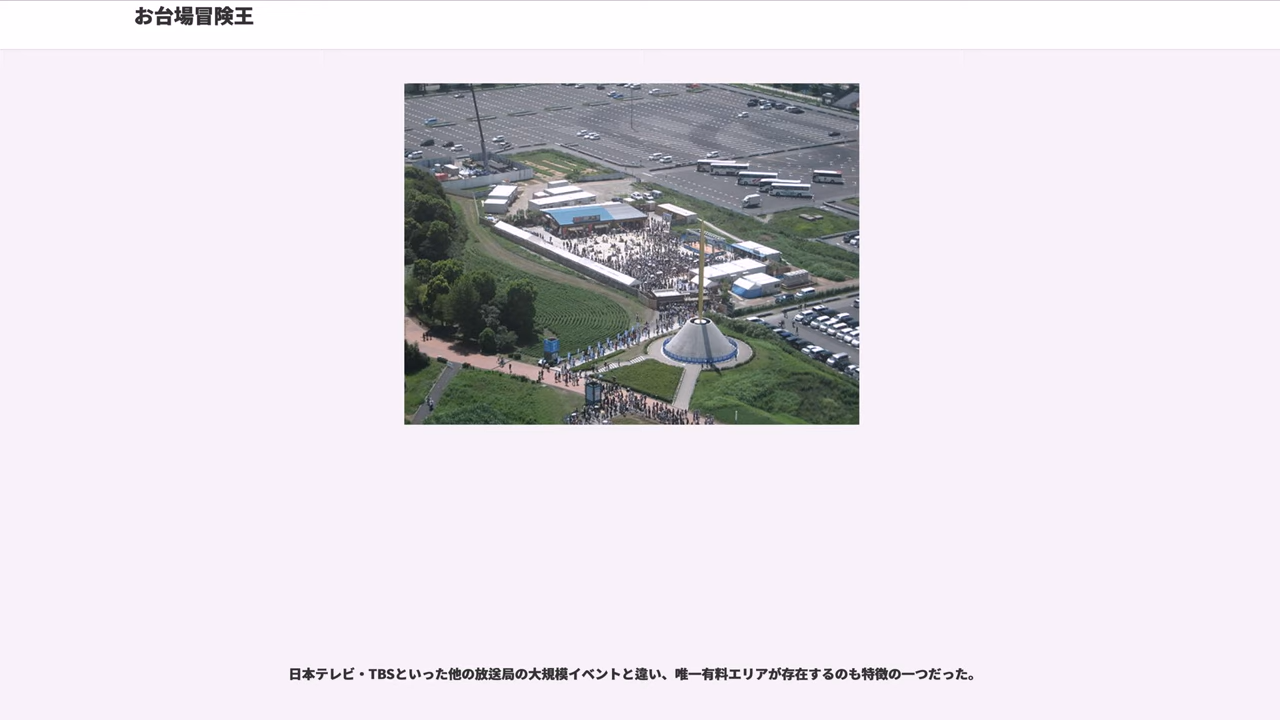 お台場冒険王
日本テレビ・TBSといった他の放送局の大規模イベントと違い、唯一有料エリアが存在するのも特徴の一つだった。